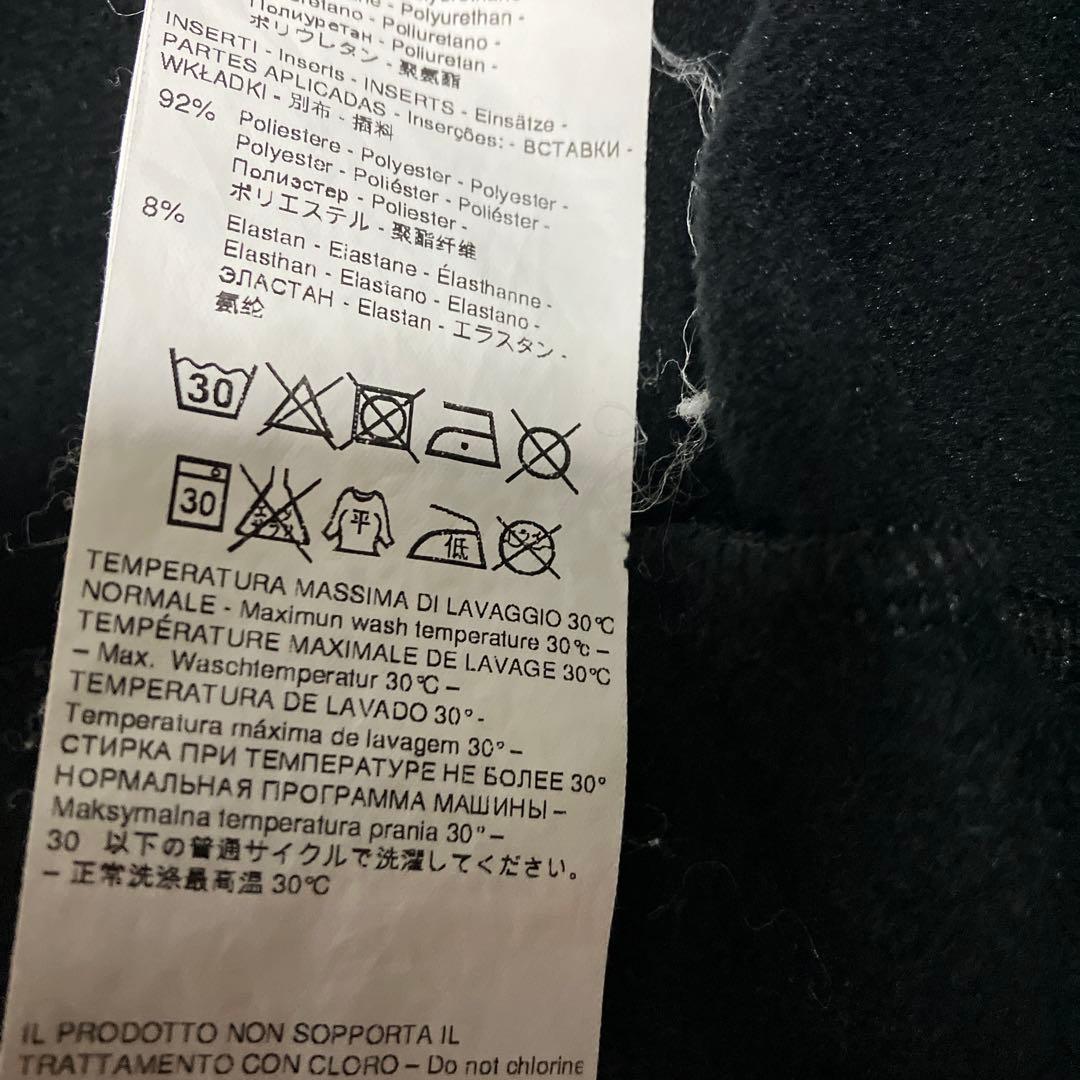 - Polyurethan -
Poliuretano -
Полиуретан - Poliuretan -
ポリウレタン - 聚氨酯
INSERTI - Inserts - INSERTS - Einsätze -
PARTES APLICADAS - Inserções: - ВСТАВКИ -
WKŁADKI - 別布 - 插料
92% Poliestere - Polyester - Polyester -
Polyester - Poliéster - Poliéster -
Полиэстер - Poliester -
ポリエステル - 聚酯纤维
8% Elastan - Elastane - Élasthanne -
Elasthan - Elastano - Elastano -
ЭЛАСТАН - Elastan - エラスタン -
氨纶
30
30 平 低
TEMPERATURA MASSIMA DI LAVAGGIO 30°C
NORMALE - Maximun wash temperature 30°c –
TEMPÉRATURE MAXIMALE DE LAVAGE 30°C
– Max. Waschtemperatur 30°C –
TEMPERATURA DE LAVADO 30° -
Temperatura máxima de lavagem 30° –
СТИРКА ПРИ ТЕМПЕРАТУРЕ НЕ БОЛЕЕ 30°
НОРМАЛЬНАЯ ПРОГРАММА МАШИНЫ –
Maksymalna temperatura prania 30° –
30 以下の普通サイクルで洗濯してください。
– 正常洗涤最高温 30°C
IL PRODOTTO NON SOPPORTA IL
TRATTAMENTO CON CLORO – Do not chlorine